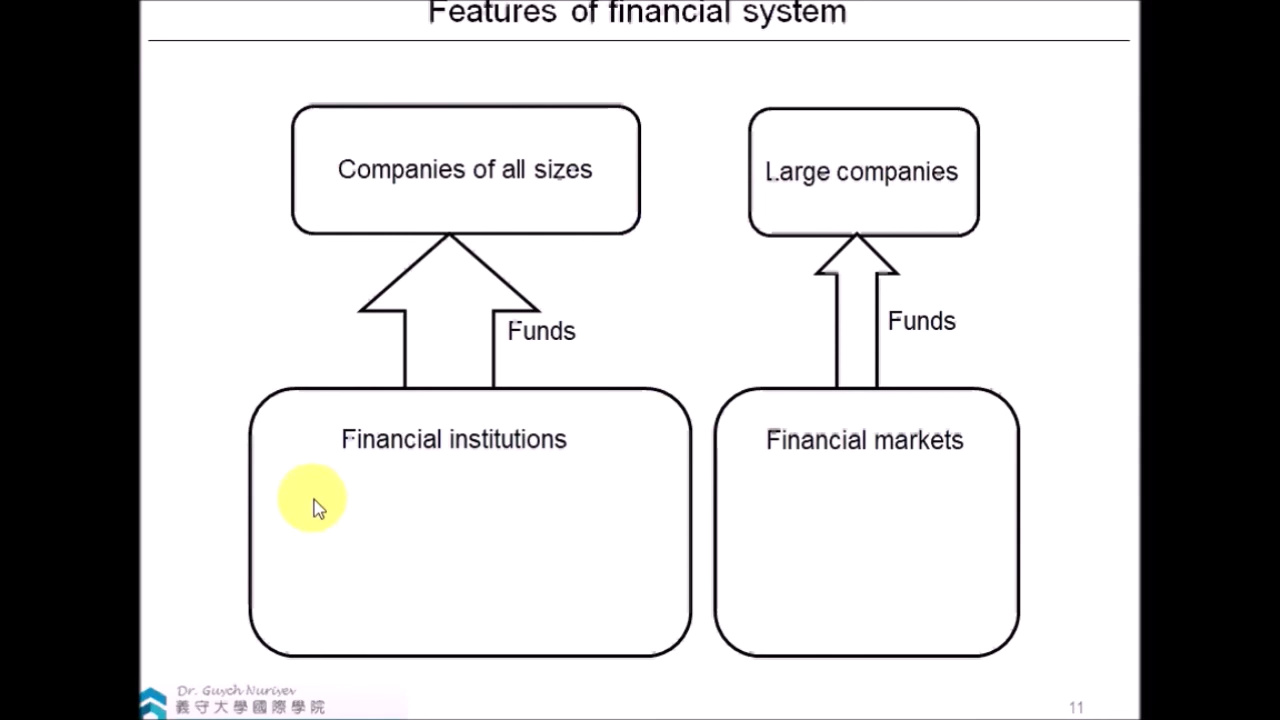 Features of financial system
Companies of all sizes
Large companies
Funds
Funds
Financial institutions
Financial markets
Dr. Guych Nuriyev
義守大學國際學院
11